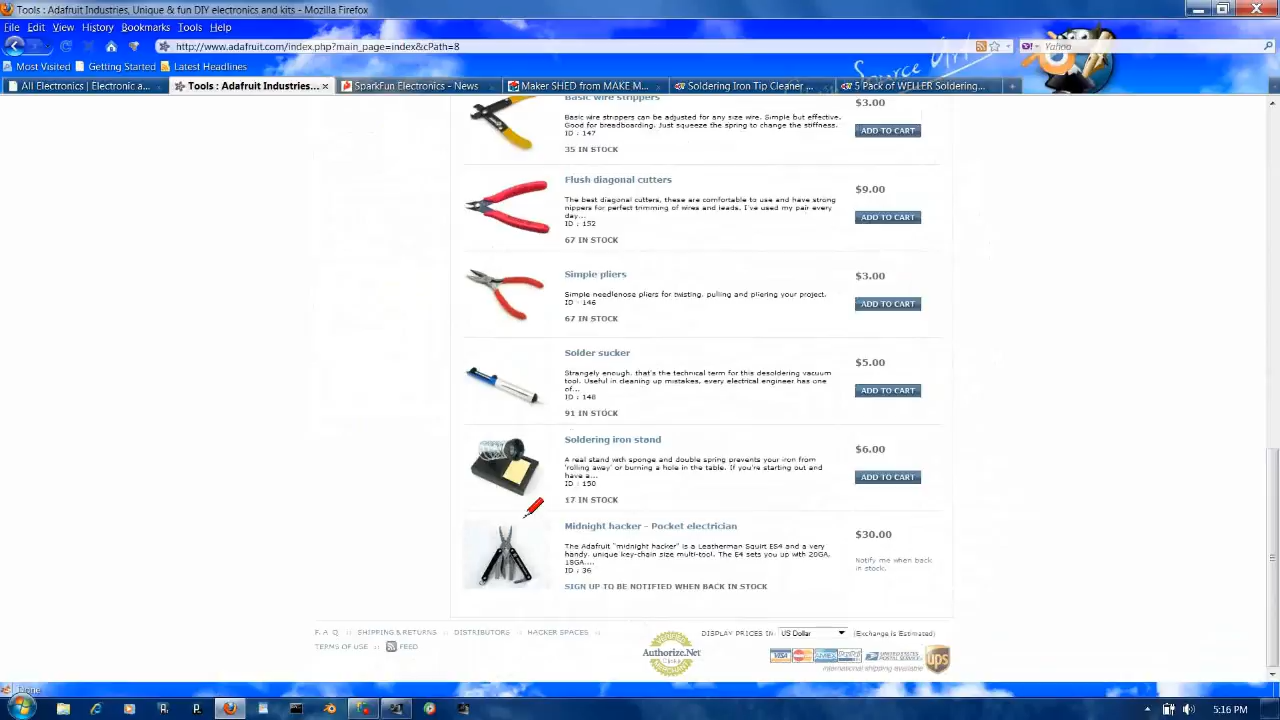 Tools : Adafruit Industries, Unique & fun DIY electronics and kits - Mozilla Firefox
File Edit View History Bookmarks Tools Help
http://www.adafruit.com/index.php?main_page=index&cPath=8
Yahoo
Most Visited Getting Started Latest Headlines
All Electronics | Electronic a... Tools : Adafruit Industries... SparkFun Electronics - News Maker SHED from MAKE M... Soldering Iron Tip Cleaner ... 5 Pack of WELLER Soldering...
Basic wire strippers
$3.00
Basic wire strippers can be adjusted for any size wire. Simple but effective.
Good for breadboarding. Just squeeze the spring to change the stiffness.
ID : 147
ADD TO CART
35 IN STOCK
Flush diagonal cutters
$9.00
The best diagonal cutters, these are comfortable to use and have strong
nippers for perfect trimming of wires and leads. I've used my pair every
day...
ID : 152
ADD TO CART
67 IN STOCK
Simple pliers
$3.00
Simple needlenose pliers for twisting, pulling and pliering your project.
ID : 146
ADD TO CART
67 IN STOCK
Solder sucker
$5.00
Strangely enough, that's the technical term for this desoldering vacuum
tool. Useful in cleaning up mistakes, every electrical engineer has one
of...
ID : 148
ADD TO CART
91 IN STOCK
Soldering iron stand
$6.00
A real stand with sponge and double spring prevents your iron from
'rolling away' or burning a hole in the table. If you're starting out and
have a...
ID : 150
ADD TO CART
17 IN STOCK
Midnight hacker - Pocket electrician
$30.00
The Adafruit "midnight hacker" is a Leatherman Squirt ES4 and a very
handy, unique key-chain size multi-tool. The E4 sets you up with 20GA,
18GA....
ID : 36
Notify me when back
in stock.
SIGN UP TO BE NOTIFIED WHEN BACK IN STOCK
F. A. Q :: SHIPPING & RETURNS :: DISTRIBUTORS :: HACKER SPACES ::
TERMS OF USE :: FEED
Authorize.Net
Click
DISPLAY PRICES IN: US Dollar (Exchange is Estimated)
VISA PayPal UPS
international shipping available
Done
5:16 PM